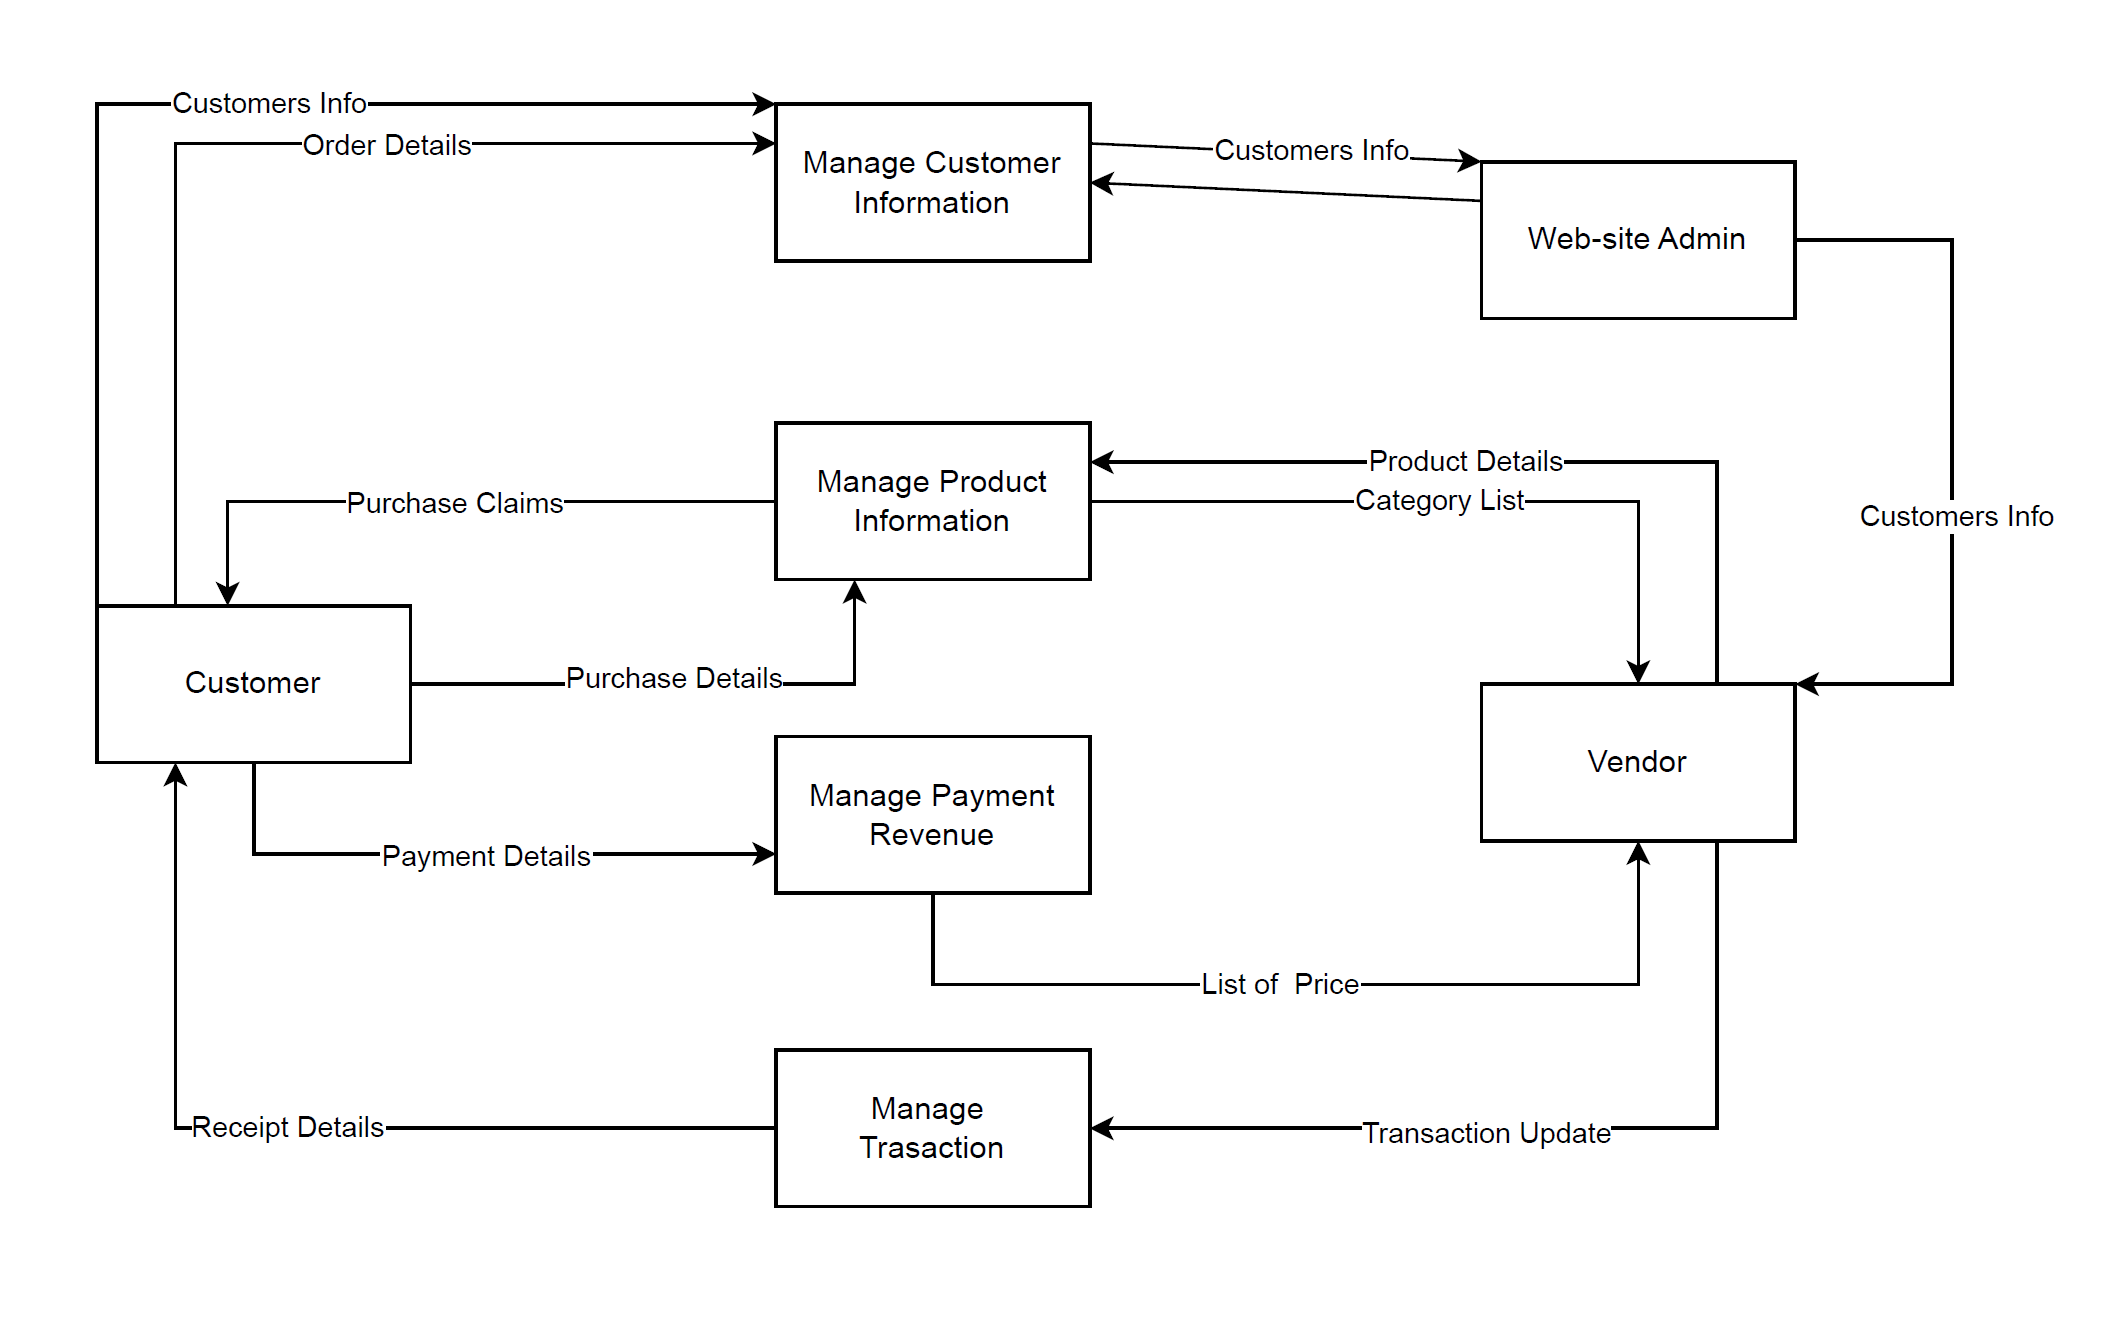 Customers Info
Order Details
Manage Customer
Information
Customers Info
Web-site Admin
Manage Product
Information
Product Details
Category List
Purchase Claims
Customers Info
Customer
Purchase Details
Vendor
Manage Payment
Revenue
Payment Details
List of  Price
Manage
Trasaction
Receipt Details
Transaction Update